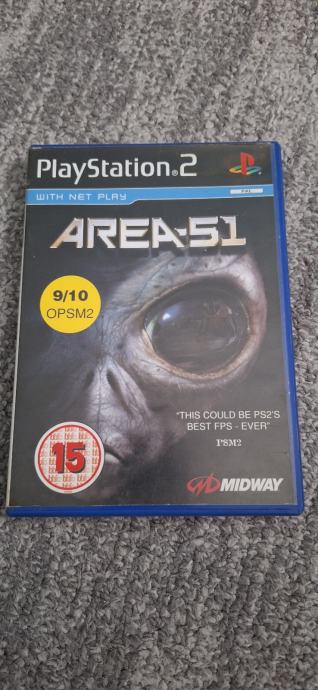 PlayStation®2
WITH NET PLAY
PAL
AREA-51
9/10
OPSM2
"THIS COULD BE PS2'S
BEST FPS - EVER"
PSM2
15
MIDWAY